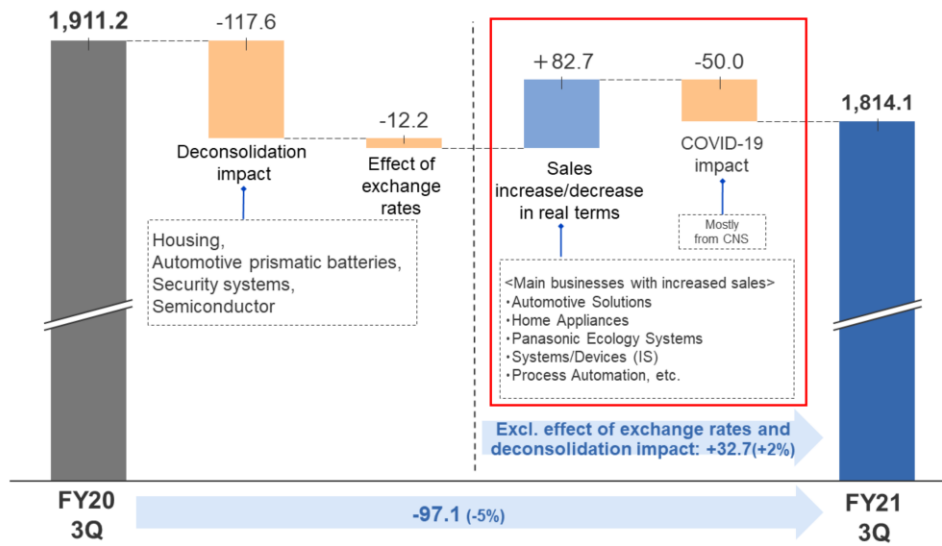 1,911.2
-117.6
Deconsolidation
impact
Housing,
Automotive prismatic batteries,
Security systems,
Semiconductor
-12.2
Effect of
exchange
rates
+82.7
Sales
increase/decrease
in real terms
<Main businesses with increased sales>
・Automotive Solutions
・Home Appliances
・Panasonic Ecology Systems
・Systems/Devices (IS)
・Process Automation, etc.
-50.0
COVID-19
impact
Mostly
from CNS
1,814.1
Excl. effect of exchange rates and
deconsolidation impact: +32.7(+2%)
FY20
3Q
-97.1 (-5%)
FY21
3Q